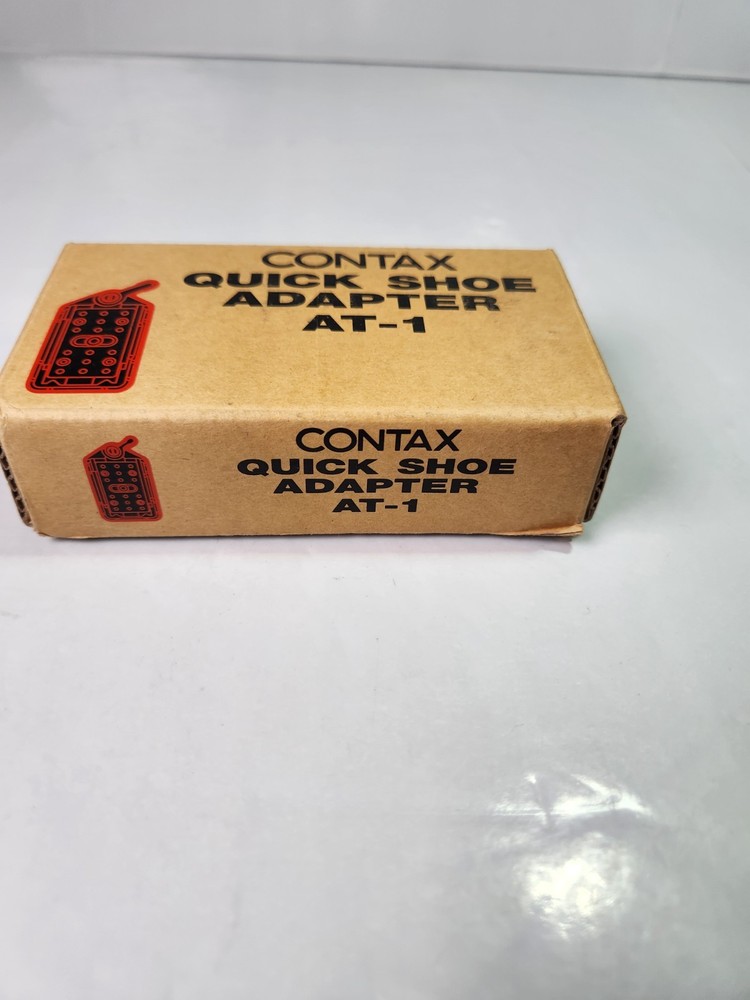 CONTAX
QUICK SHOE
ADAPTER
AT-1
CONTAX
QUICK SHOE
ADAPTER
AT-1